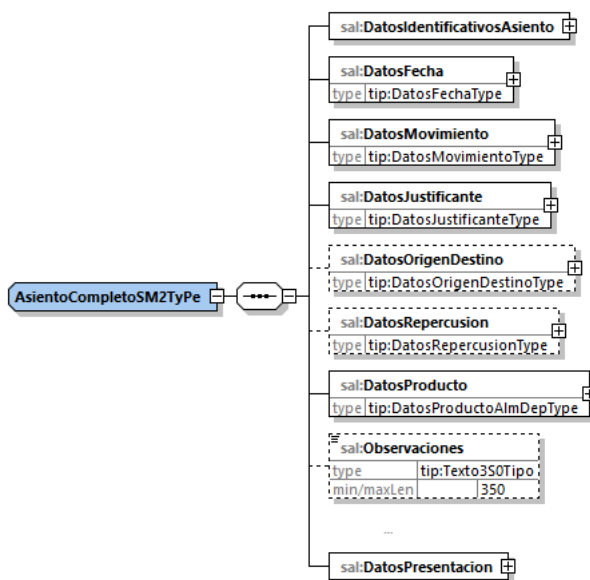 sal:DatosIdentificativosAsiento
sal:DatosFecha
type tip:DatosFechaType
sal:DatosMovimiento
type tip:DatosMovimientoType
sal:DatosJustificante
type tip:DatosJustificanteType
sal:DatosOrigenDestino
type tip:DatosOrigenDestinoType
AsientoCompletoSM2TyPe
sal:DatosRepercusion
type tip:DatosRepercusionType
sal:DatosProducto
type tip:DatosProductoAlmDepType
sal:Observaciones
type tip:Texto3S0Tipo
min/maxLen 350
...
sal:DatosPresentacion